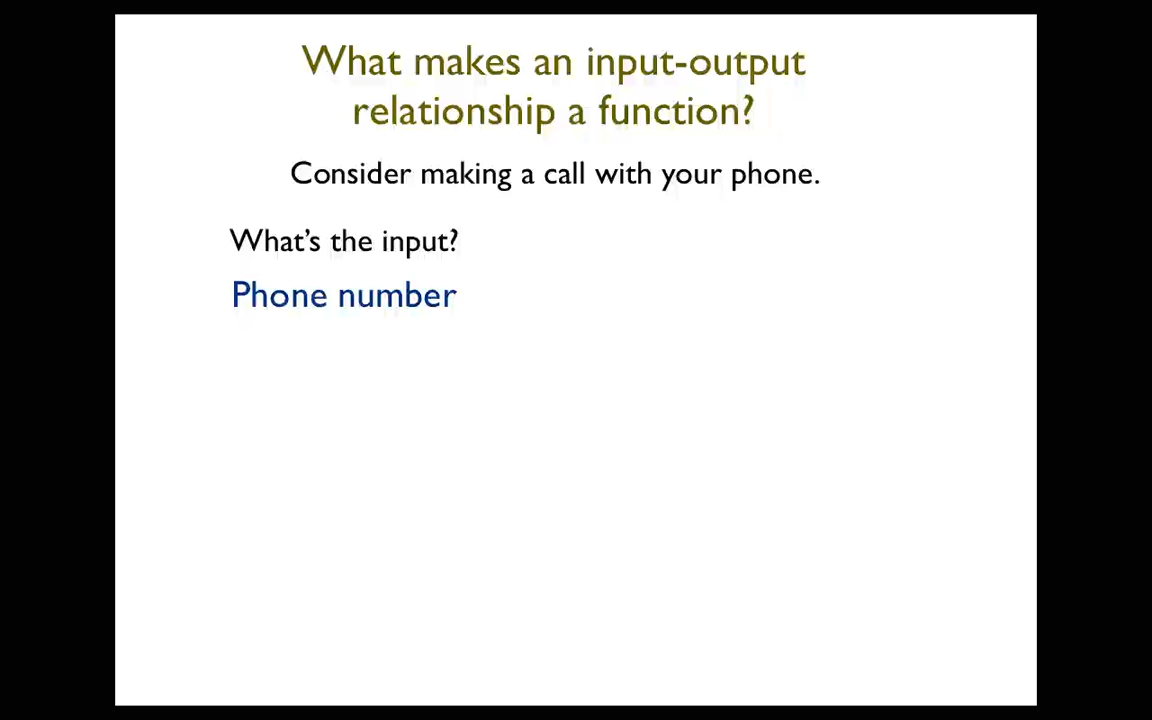 What makes an input-output
relationship a function?
Consider making a call with your phone.
What's the input?
Phone number